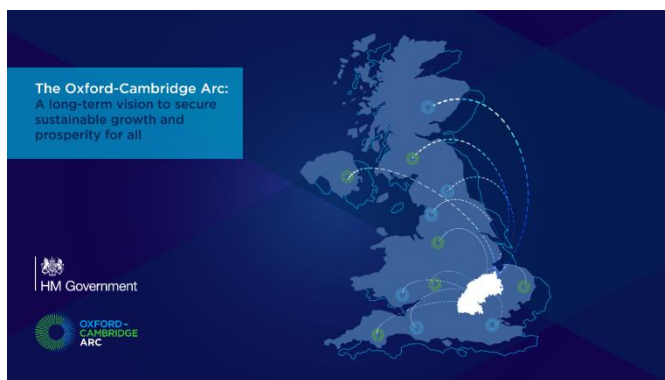 The Oxford-Cambridge Arc:
A long-term vision to secure
sustainable growth and
prosperity for all
HM Government
OXFORD-
CAMBRIDGE
ARC